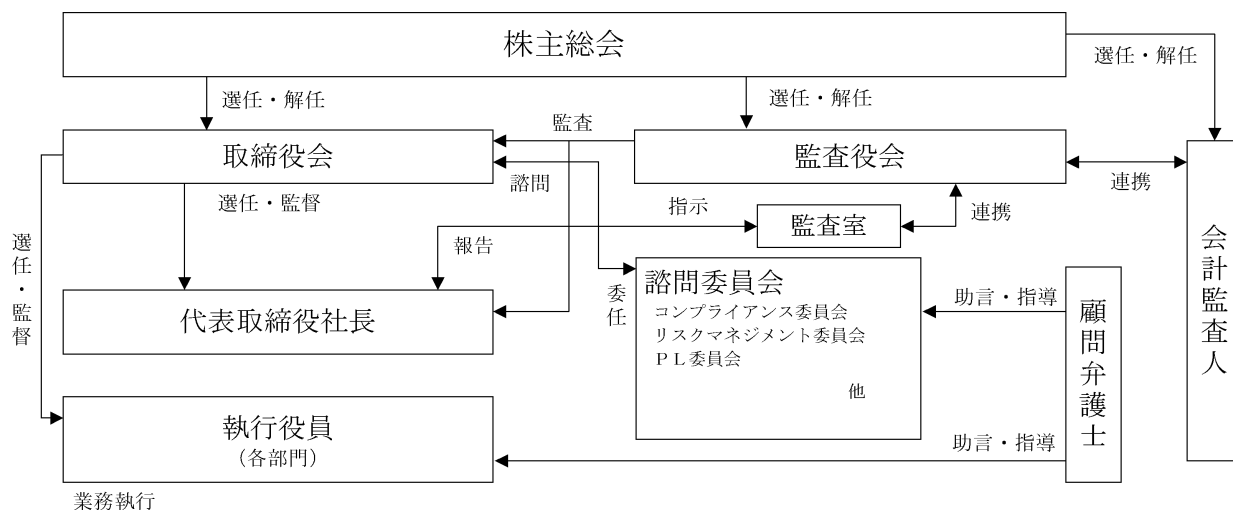 株主総会
選任・解任
選任・解任
選任・解任
監査
取締役会
監査役会
諮問
連携
選任・監督
指示
監査室
連携
報告
選任・監督
会計監査人
諮問委員会
コンプライアンス委員会
リスクマネジメント委員会
ＰＬ委員会
他
委任
助言・指導
顧問弁護士
代表取締役社長
執行役員
（各部門）
助言・指導
業務執行